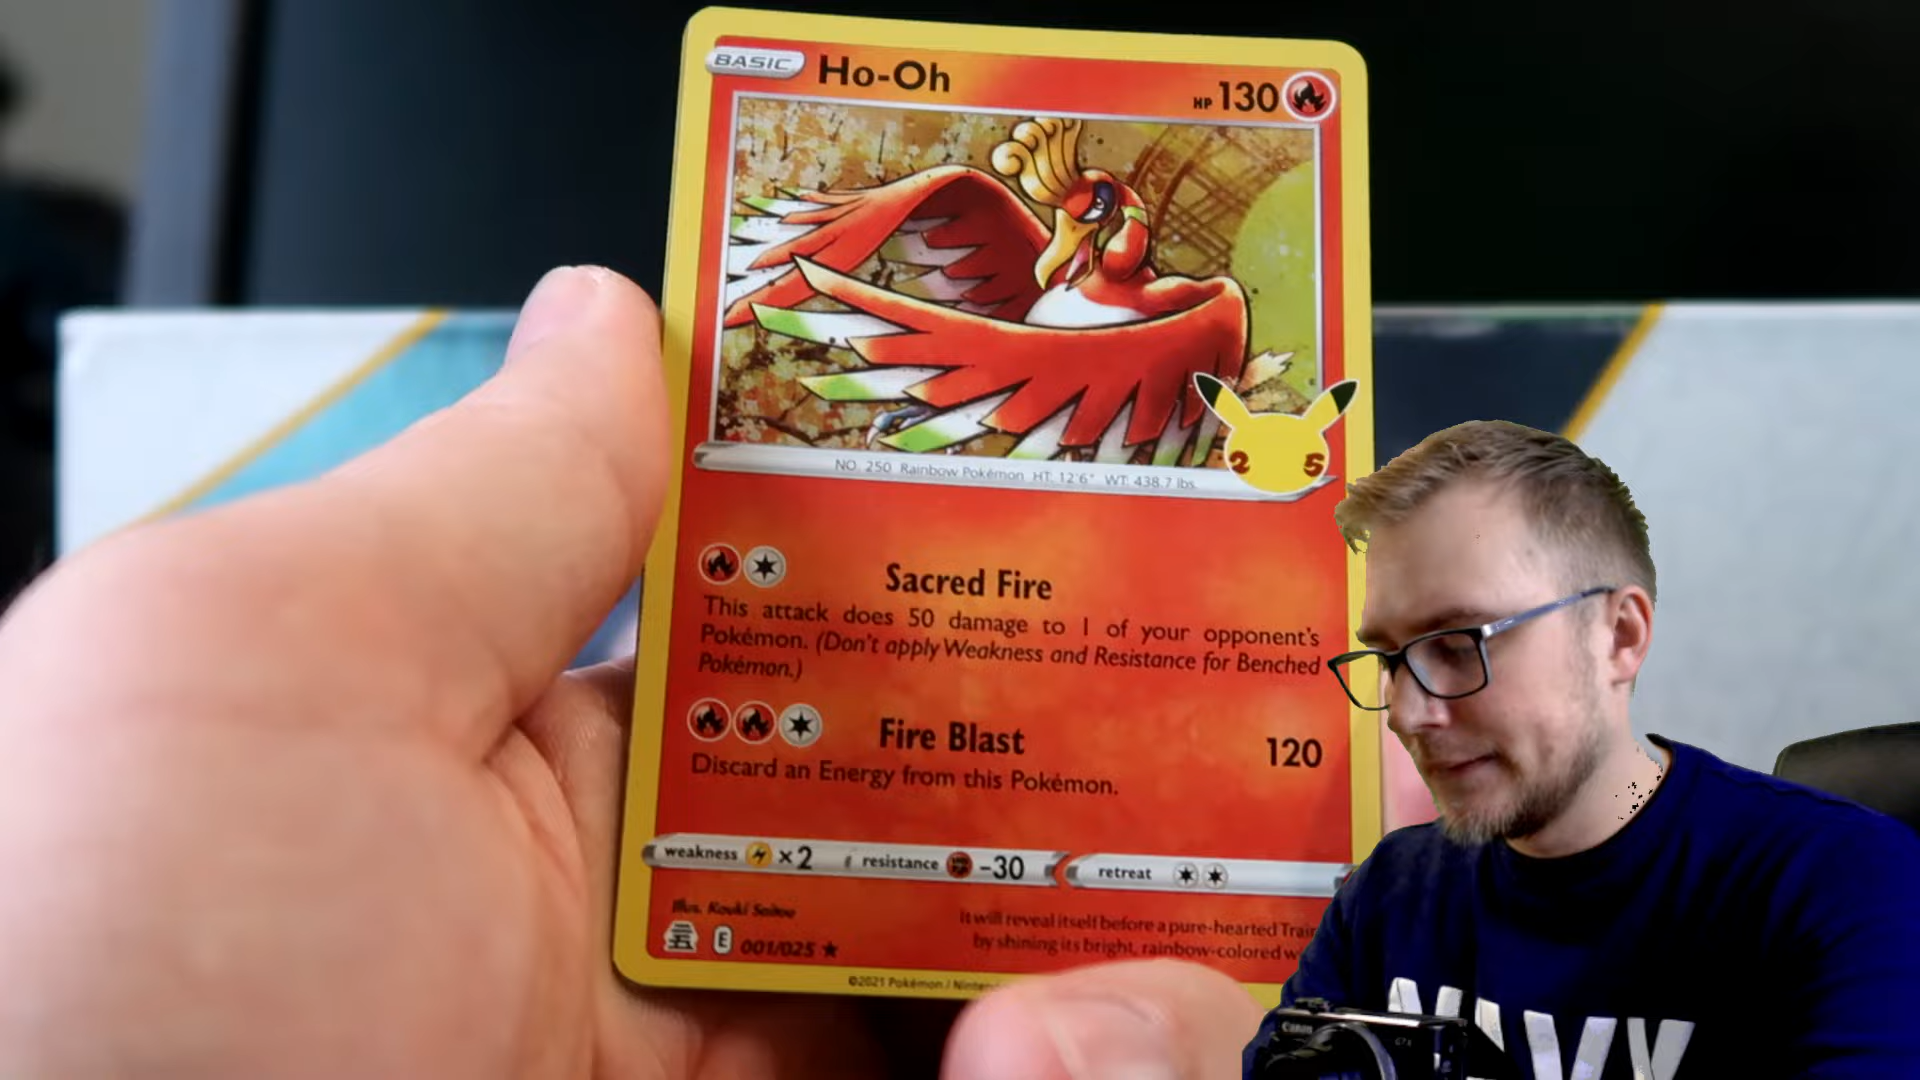 BASIC Ho-Oh HP 130
NO. 250 Rainbow Pokémon HT: 12'6" WT: 438.7 lbs.
2 5
Sacred Fire
This attack does 50 damage to 1 of your opponent's
Pokémon. (Don't apply Weakness and Resistance for Benched
Pokémon.)
Fire Blast 120
Discard an Energy from this Pokémon.
weakness ×2 resistance -30 retreat
Illus. Kouki Saitou
It will reveal itself before a pure-hearted
by shining its bright, rainbow-colored
E 001/025
©2021 Pokémon / Nintendo
Canon
NAVY